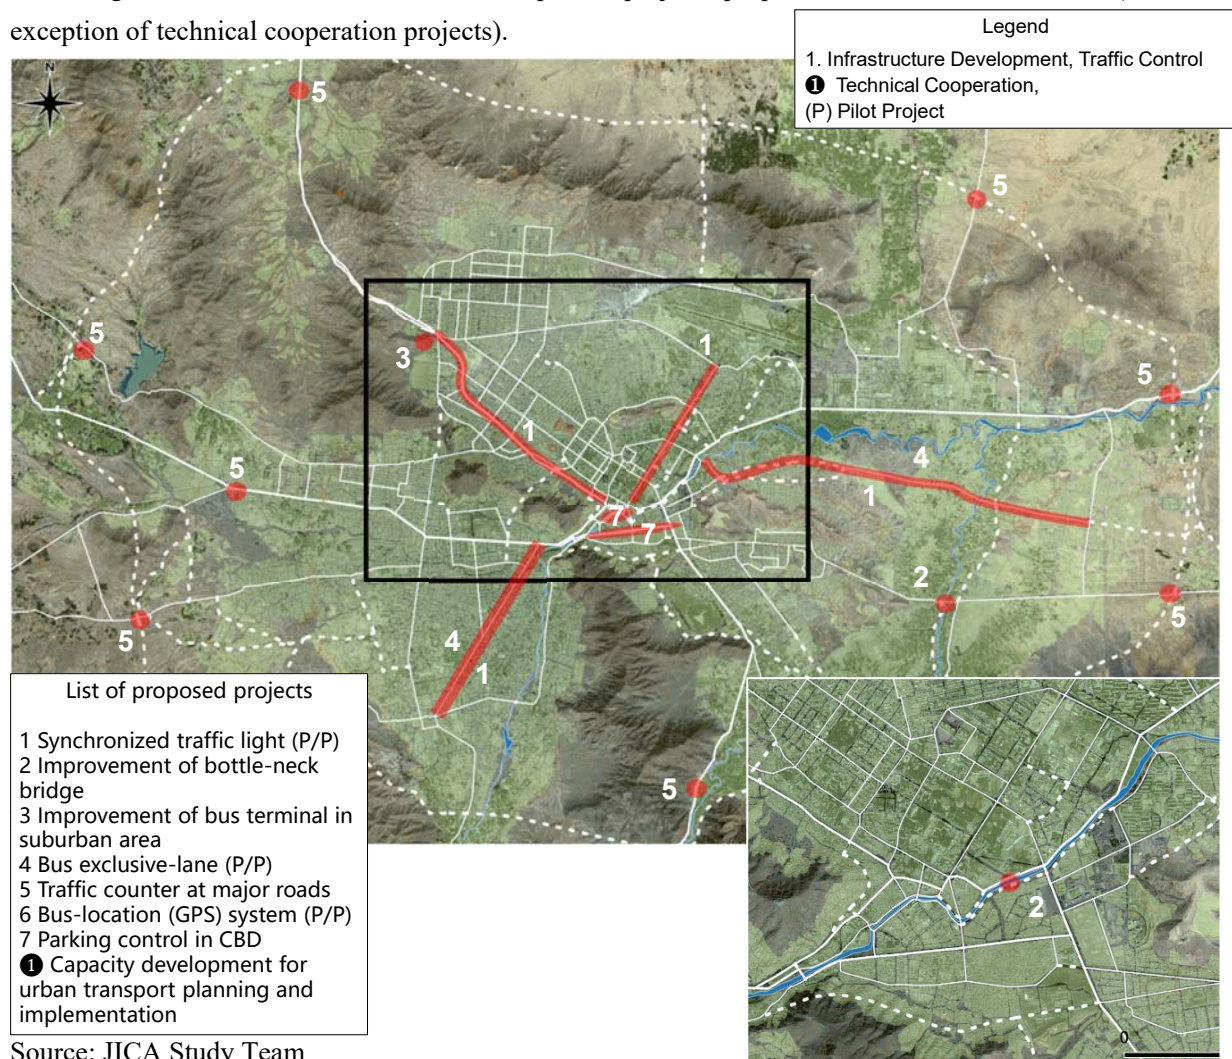 exception of technical cooperation projects).
Legend
1. Infrastructure Development, Traffic Control
❶ Technical Cooperation,
(P) Pilot Project
N
5
5
5
3
1
5
1
4
5
1
7
7
2
5
5
4
1
5
List of proposed projects
1 Synchronized traffic light (P/P)
2 Improvement of bottle-neck
bridge
3 Improvement of bus terminal in
suburban area
4 Bus exclusive-lane (P/P)
5 Traffic counter at major roads
6 Bus-location (GPS) system (P/P)
7 Parking control in CBD
❶ Capacity development for
urban transport planning and
implementation
2
0
Source: JICA Study Team